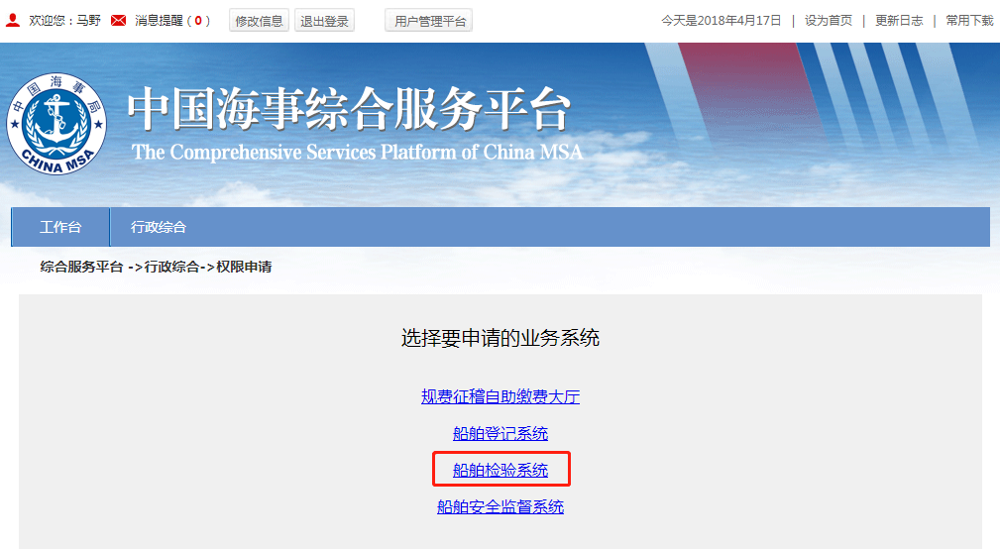 欢迎您：马野 消息提醒（0） 修改信息 退出登录 用户管理平台 今天是2018年4月17日 | 设为首页 | 更新日志 | 常用下载
中国海事局
CHINA MSA
中国海事综合服务平台
The Comprehensive Services Platform of China MSA
工作台 行政综合
综合服务平台 ->行政综合->权限申请
选择要申请的业务系统
规费征稽自助缴费大厅
船舶登记系统
船舶检验系统
船舶安全监督系统